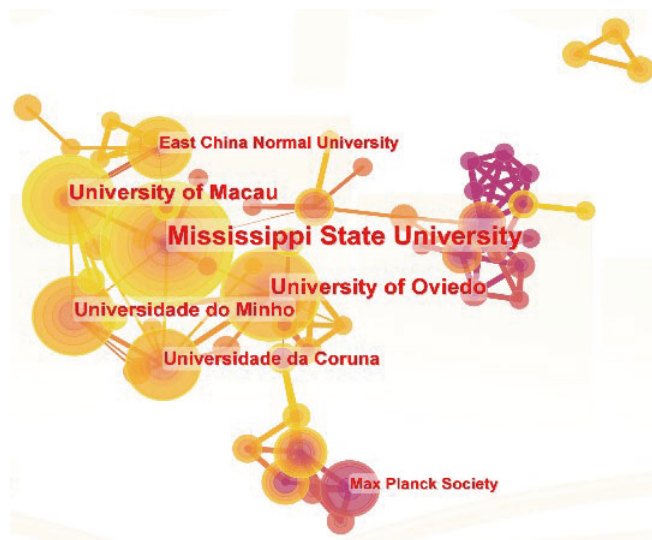 East China Normal University
University of Macau
Mississippi State University
University of Oviedo
Universidade do Minho
Universidade da Coruna
Max Planck Society